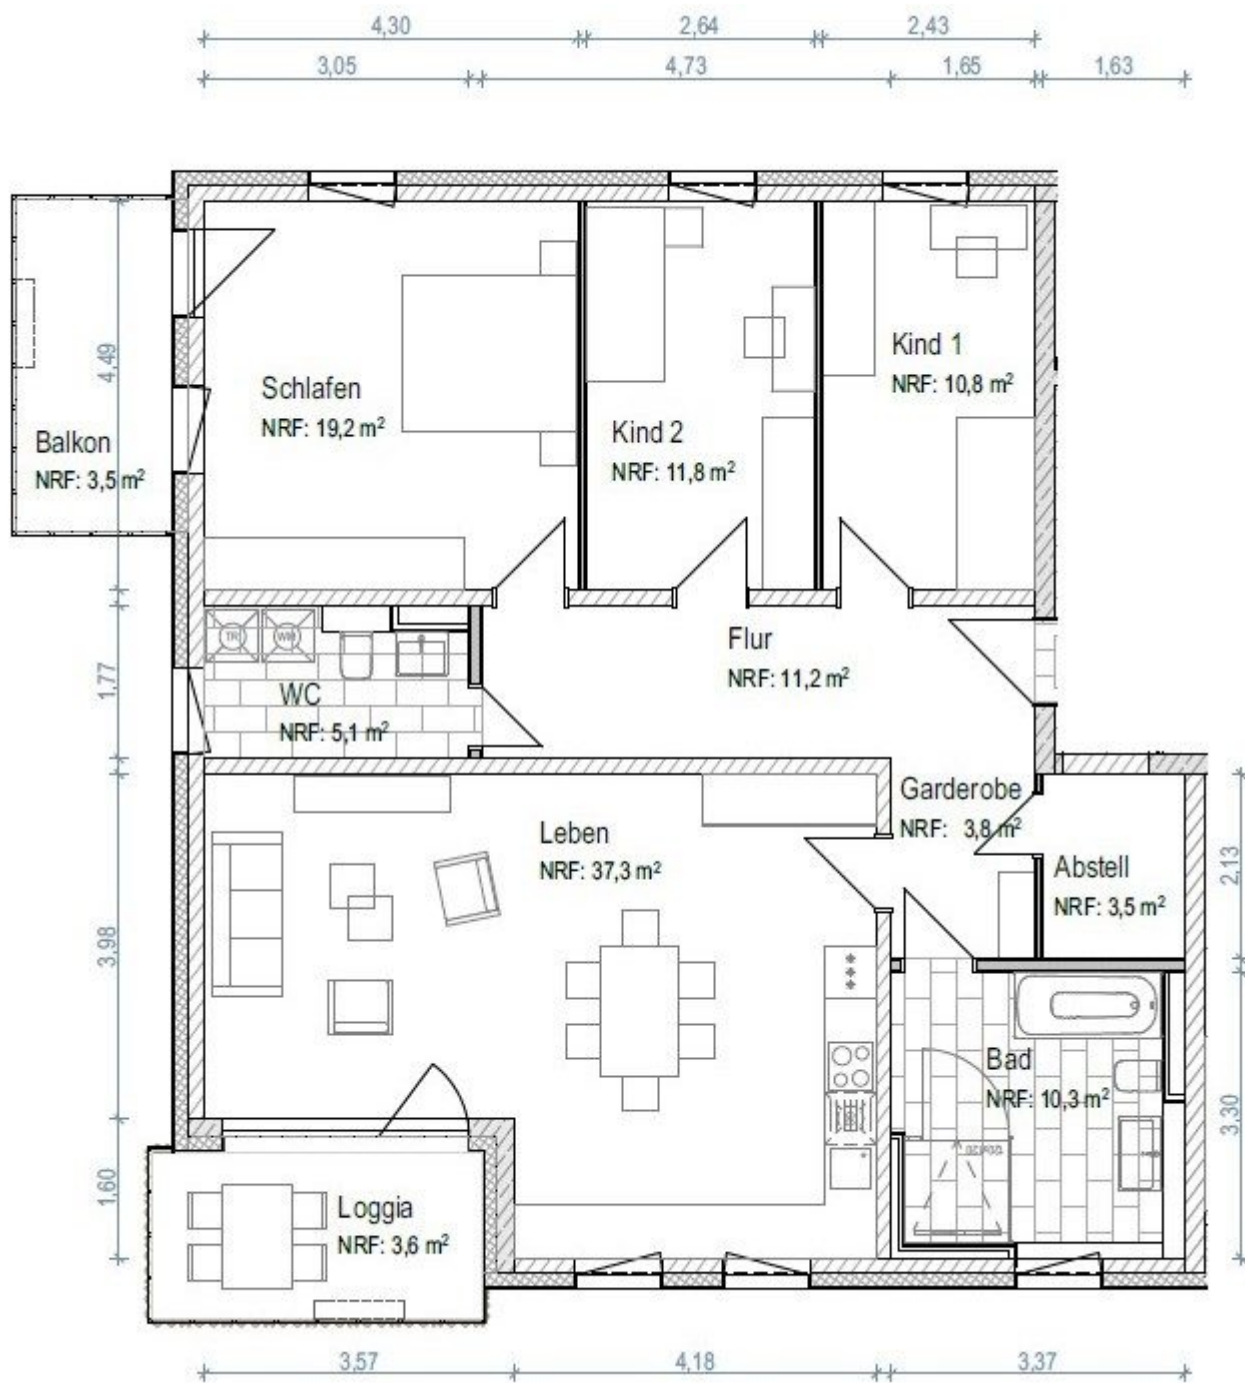 4,30
2,64
2,43
3,05
4,73
1,65
1,63
4,49
Schlafen
NRF: 19,2 m²
Kind 2
NRF: 11,8 m²
Kind 1
NRF: 10,8 m²
Balkon
NRF: 3,5 m²
1,77
TR
WM
WC
NRF: 5,1 m²
Flur
NRF: 11,2 m²
Garderobe
NRF: 3,8 m²
Abstell
NRF: 3,5 m²
2,13
Leben
NRF: 37,3 m²
3,98
Bad
NRF: 10,3 m²
3,30
1,60
Loggia
NRF: 3,6 m²
3,57
4,18
3,37